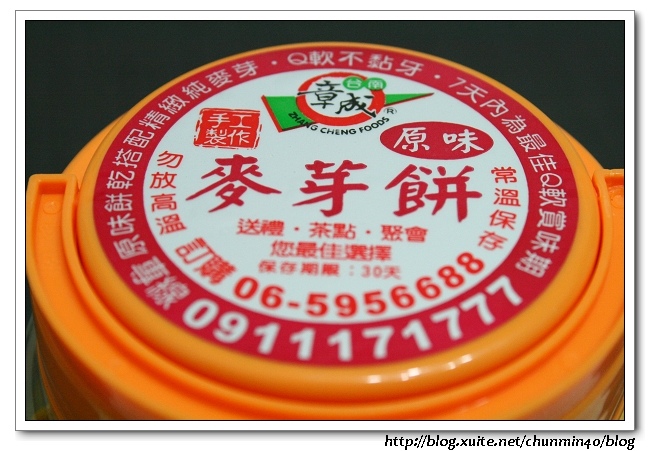 原味餅乾搭配精緻純麥芽・Q軟不黏牙・7天內為最佳Q軟賞味期
台南
章成
®
ZHANG CHENG FOODS
手工
製作
原味
麥芽餅
勿放高溫
常溫保存
送禮・茶點・聚會
您最佳選擇
保存期限：30天
訂購 06-5956688
專線 0911171777
http://blog.xuite.net/chunmin40/blog